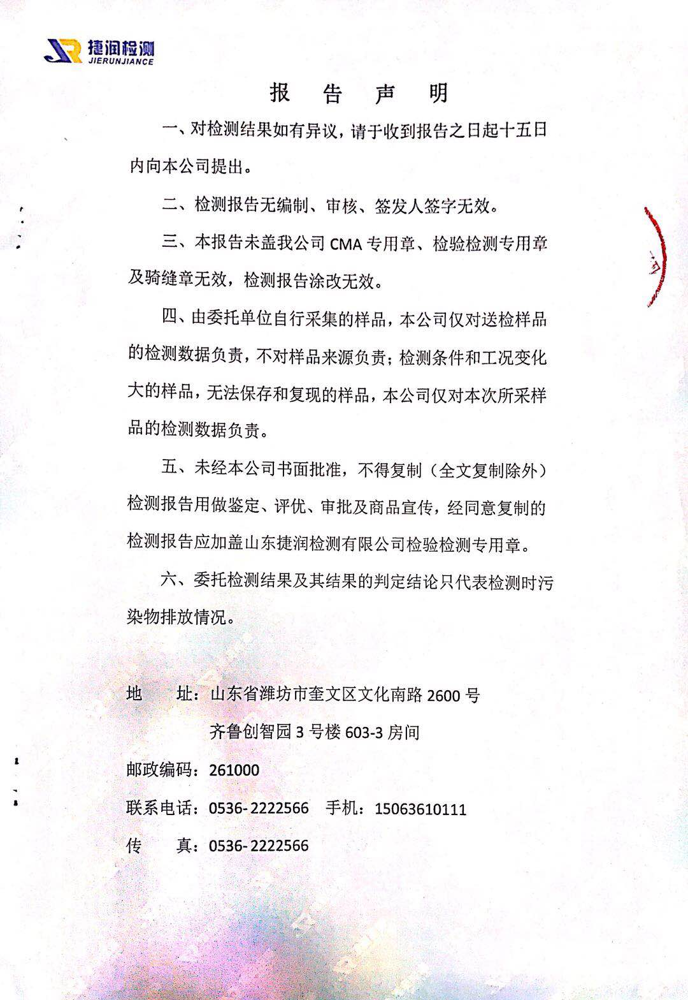 捷润检测
JIERUNJIANCE
报 告 声 明
一、对检测结果如有异议，请于收到报告之日起十五日
内向本公司提出。
二、检测报告无编制、审核、签发人签字无效。
三、本报告未盖我公司 CMA 专用章、检验检测专用章
及骑缝章无效，检测报告涂改无效。
四、由委托单位自行采集的样品，本公司仅对送检样品
的检测数据负责，不对样品来源负责；检测条件和工况变化
大的样品，无法保存和复现的样品，本公司仅对本次所采样
品的检测数据负责。
五、未经本公司书面批准，不得复制（全文复制除外）
检测报告用做鉴定、评优、审批及商品宣传，经同意复制的
检测报告应加盖山东捷润检测有限公司检验检测专用章。
六、委托检测结果及其结果的判定结论只代表检测时污
染物排放情况。
地 址：山东省潍坊市奎文区文化南路 2600 号
齐鲁创智园 3 号楼 603-3 房间
邮政编码：261000
联系电话：0536-2222566 手机：15063610111
传 真：0536-2222566